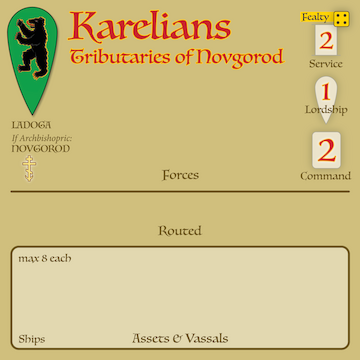 Karelians
Tributaries of Novgorod
Fealty
2
Service
1
Lordship
2
Command
LADOGA
If Archbishopric:
NOVGOROD
Forces
Routed
max 8 each
Ships
Assets & Vassals